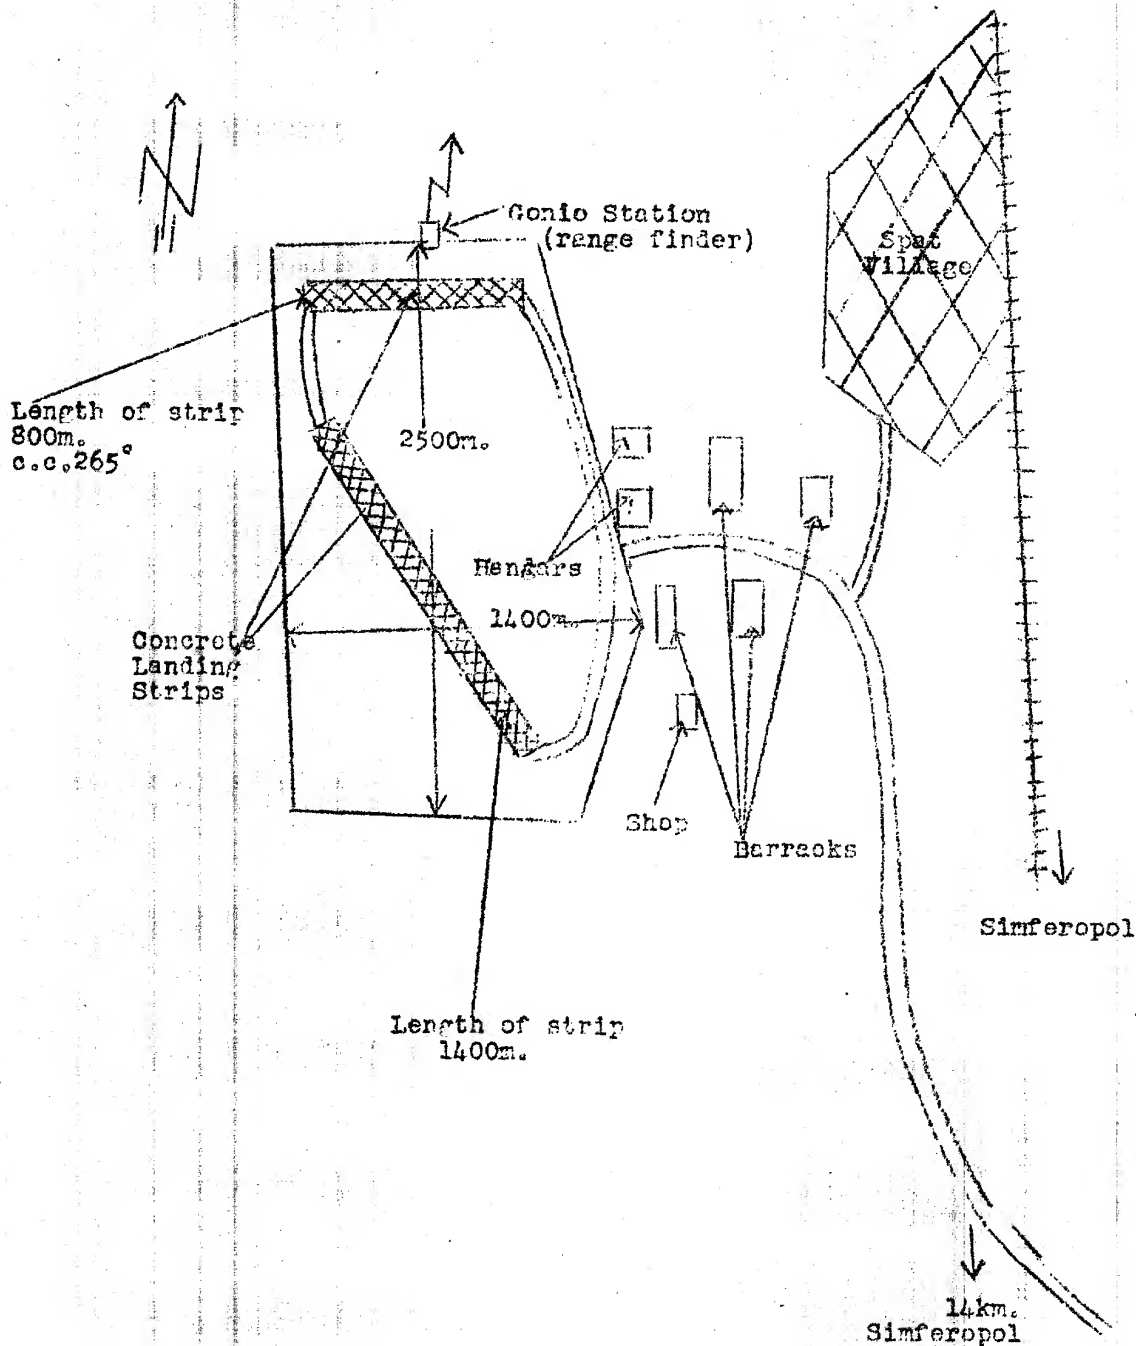 Gonio Station
(range finder)
Spat
Village
Length of strip
800m.
c.c.265°
2500m.
Hengars
1400m.
Concrete
Landing
Strips
Shop
Barracks
Simferopol
Length of strip
1400m.
14km.
Simferopol